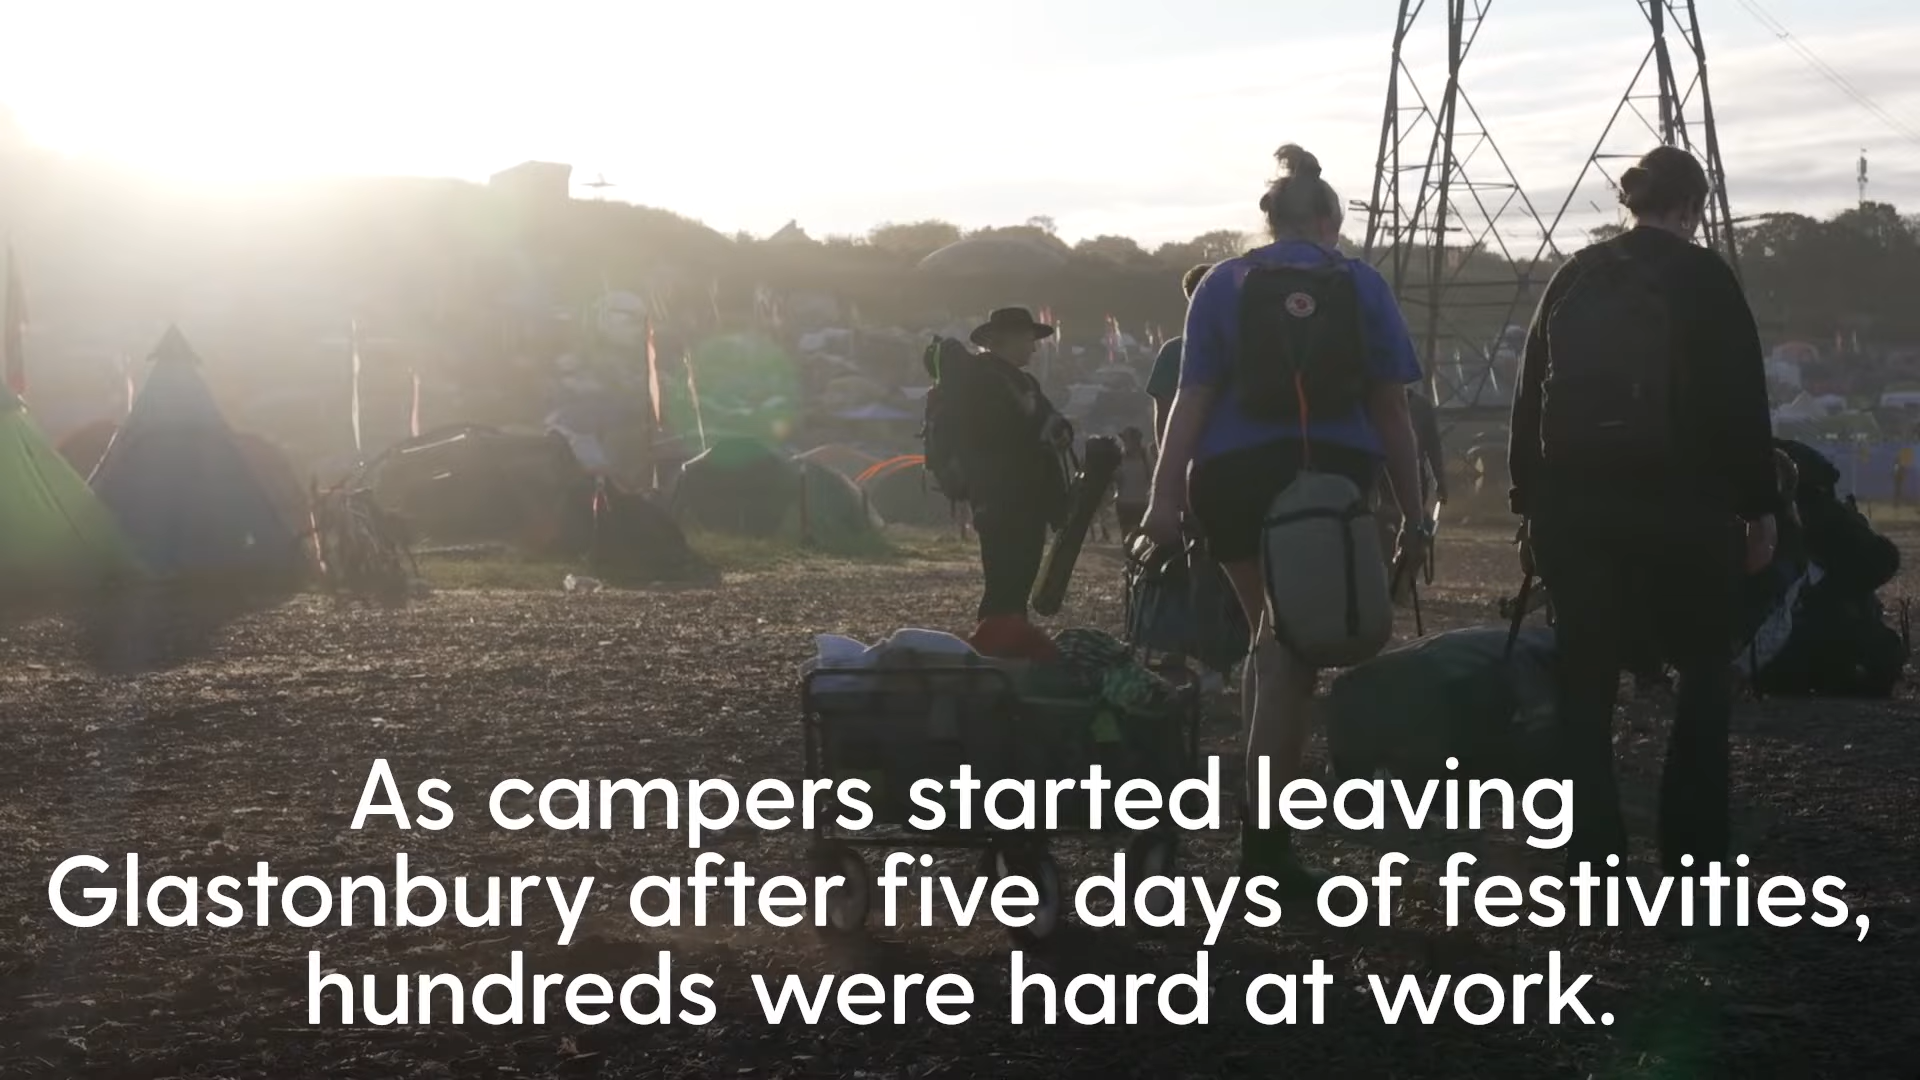 As campers started leaving
Glastonbury after five days of festivities,
hundreds were hard at work.